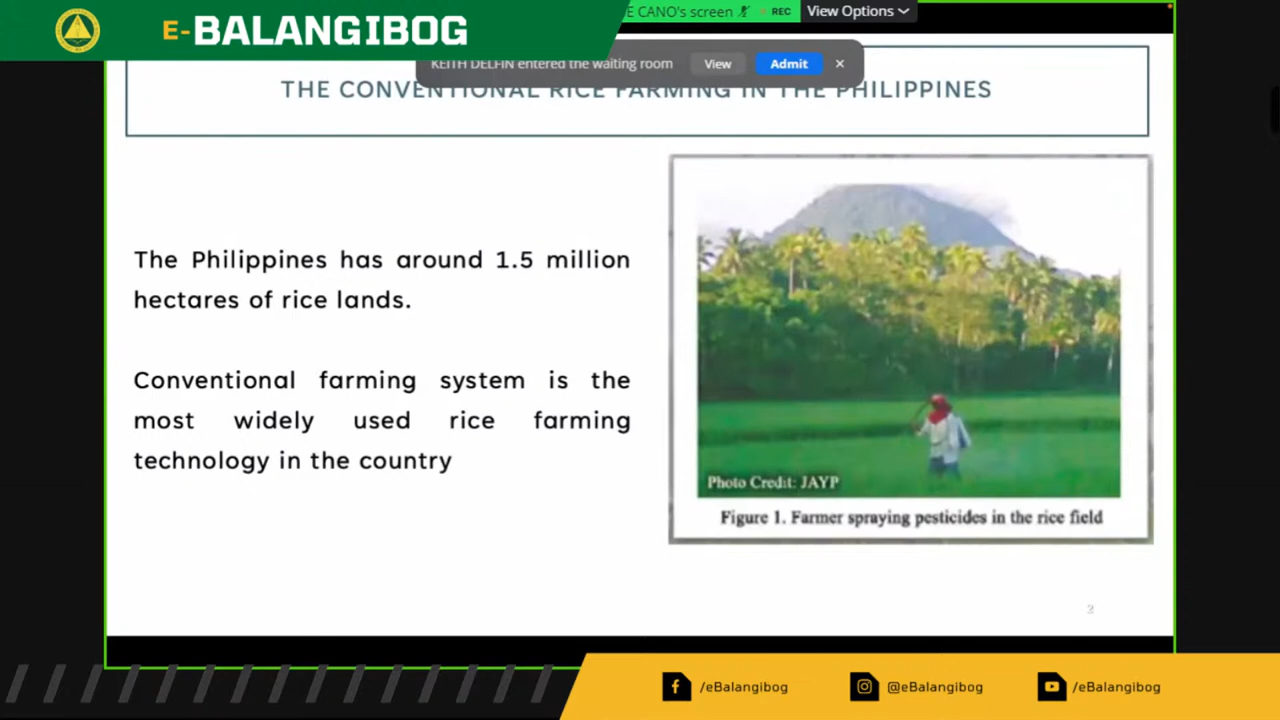 E-BALANGIBOG
E CANO's screen
REC
View Options
KEITH DELFIN entered the waiting room
View
Admit
THE CONVENTIONAL RICE FARMING IN THE PHILIPPINES
The Philippines has around 1.5 million
hectares of rice lands.
Conventional farming system is the
most widely used rice farming
technology in the country
Photo Credit: JAYP
Figure 1. Farmer spraying pesticides in the rice field
2
/eBalangibog
@eBalangibog
/eBalangibog